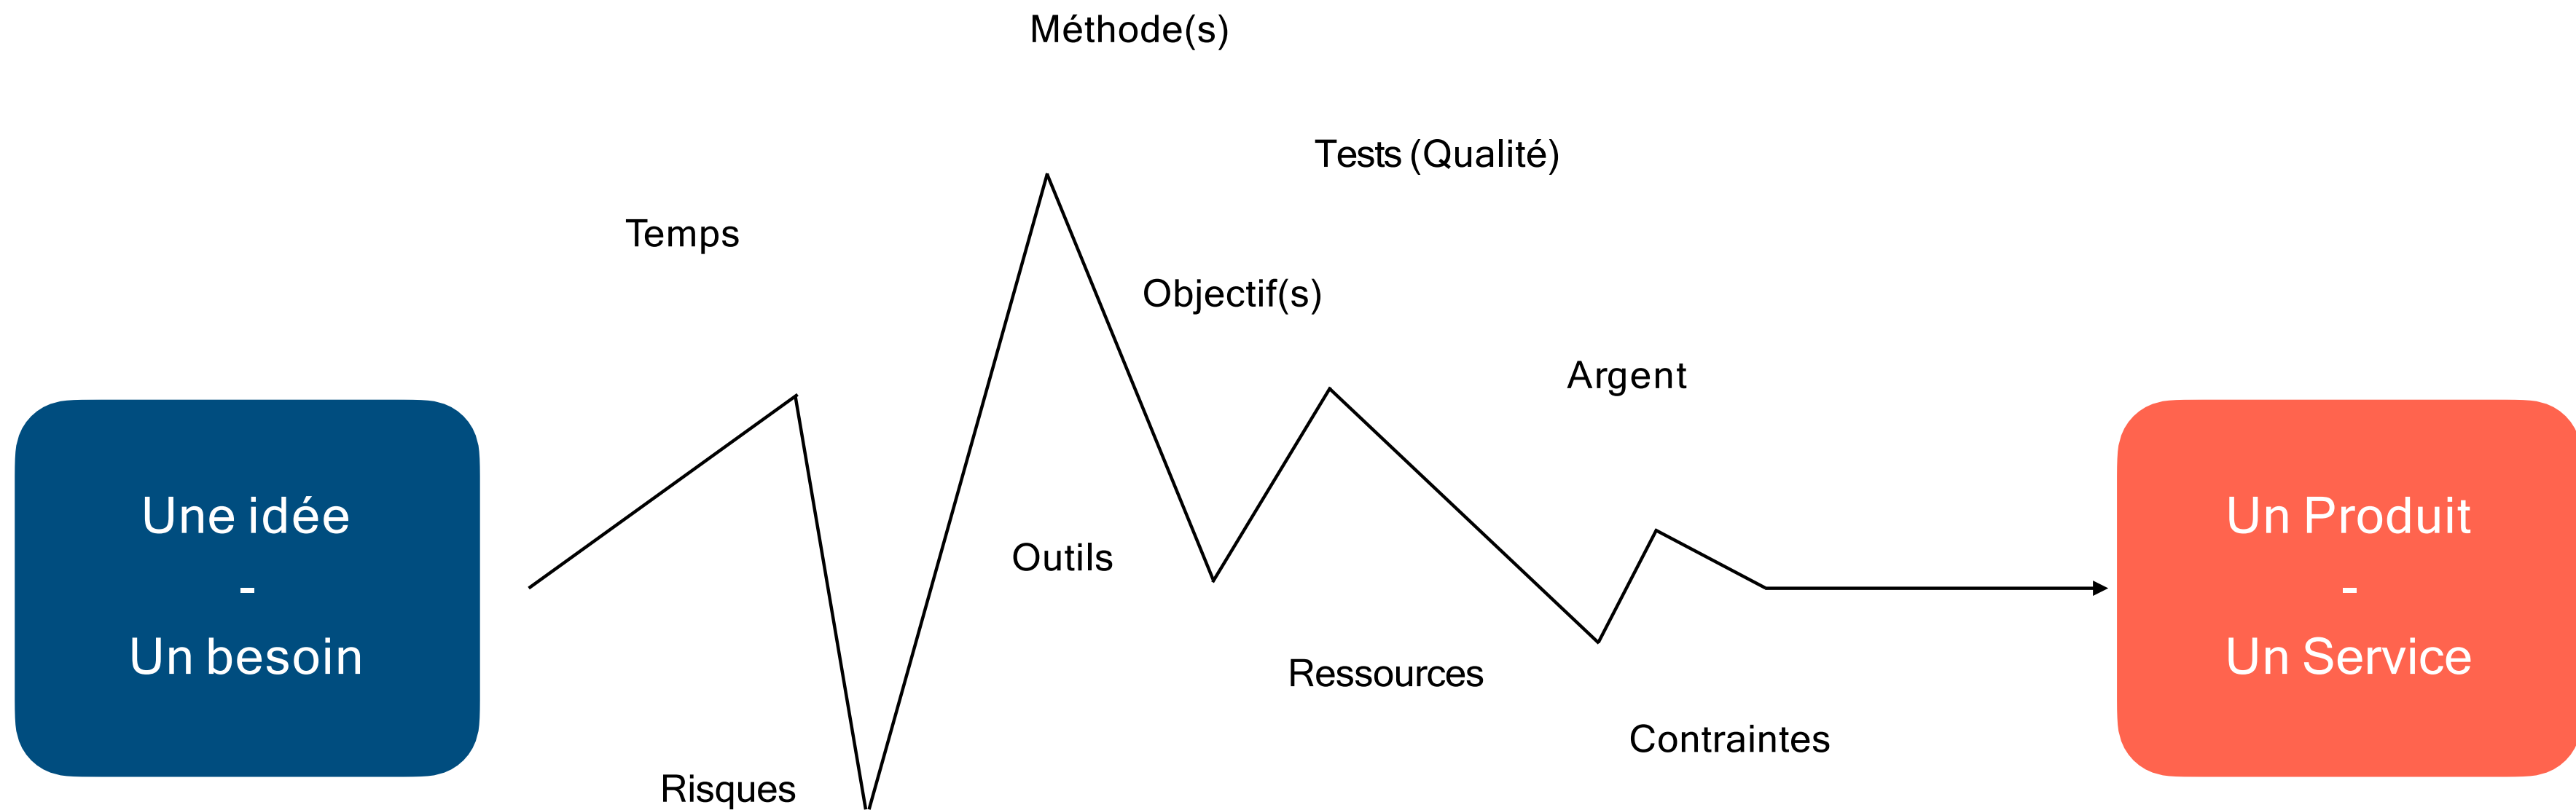 Méthode(s)
Tests (Qualité)
Temps
Objectif(s)
Argent
Une idée
-
Un besoin
Outils
Ressources
Contraintes
Risques
Un Produit
-
Un Service